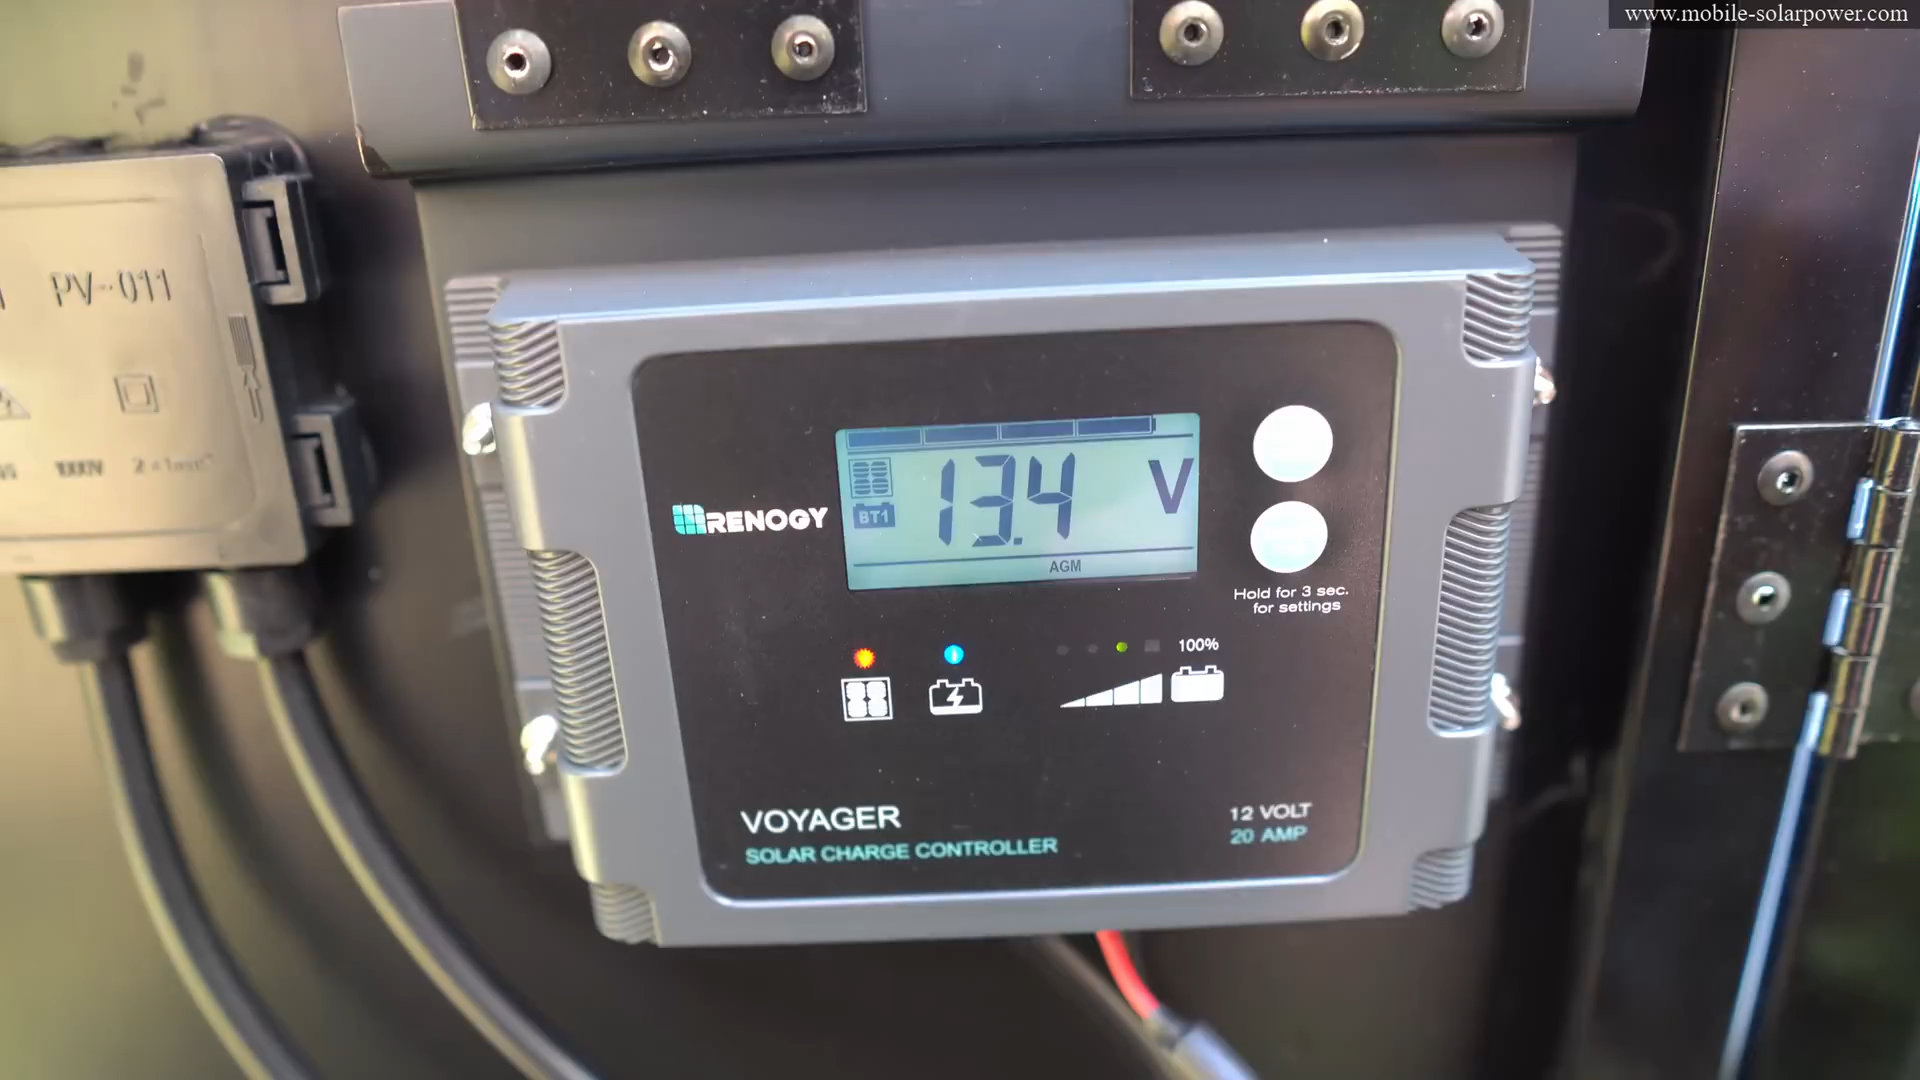 www.mobile-solarpower.com
PV-011
1000V
RENOGY
BT1
13.4 V
AGM
Hold for 3 sec.
for settings
100%
VOYAGER
SOLAR CHARGE CONTROLLER
12 VOLT
20 AMP